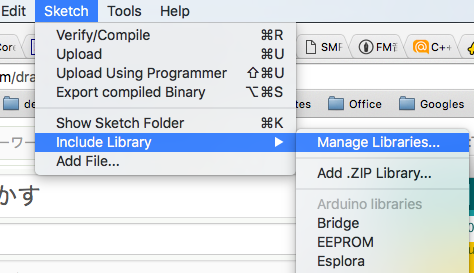 Edit Sketch Tools Help
Verify/Compile ⌘R
Upload ⌘U
Upload Using Programmer ⇧⌘U
Export compiled Binary ⌥⌘S
Show Sketch Folder ⌘K
Include Library ▶
Add File...
Manage Libraries...
Add .ZIP Library...
Arduino libraries
Bridge
EEPROM
Esplora
SMF
FM
C++
m/dra
de
tes
Office
Googles
ーワー
かす